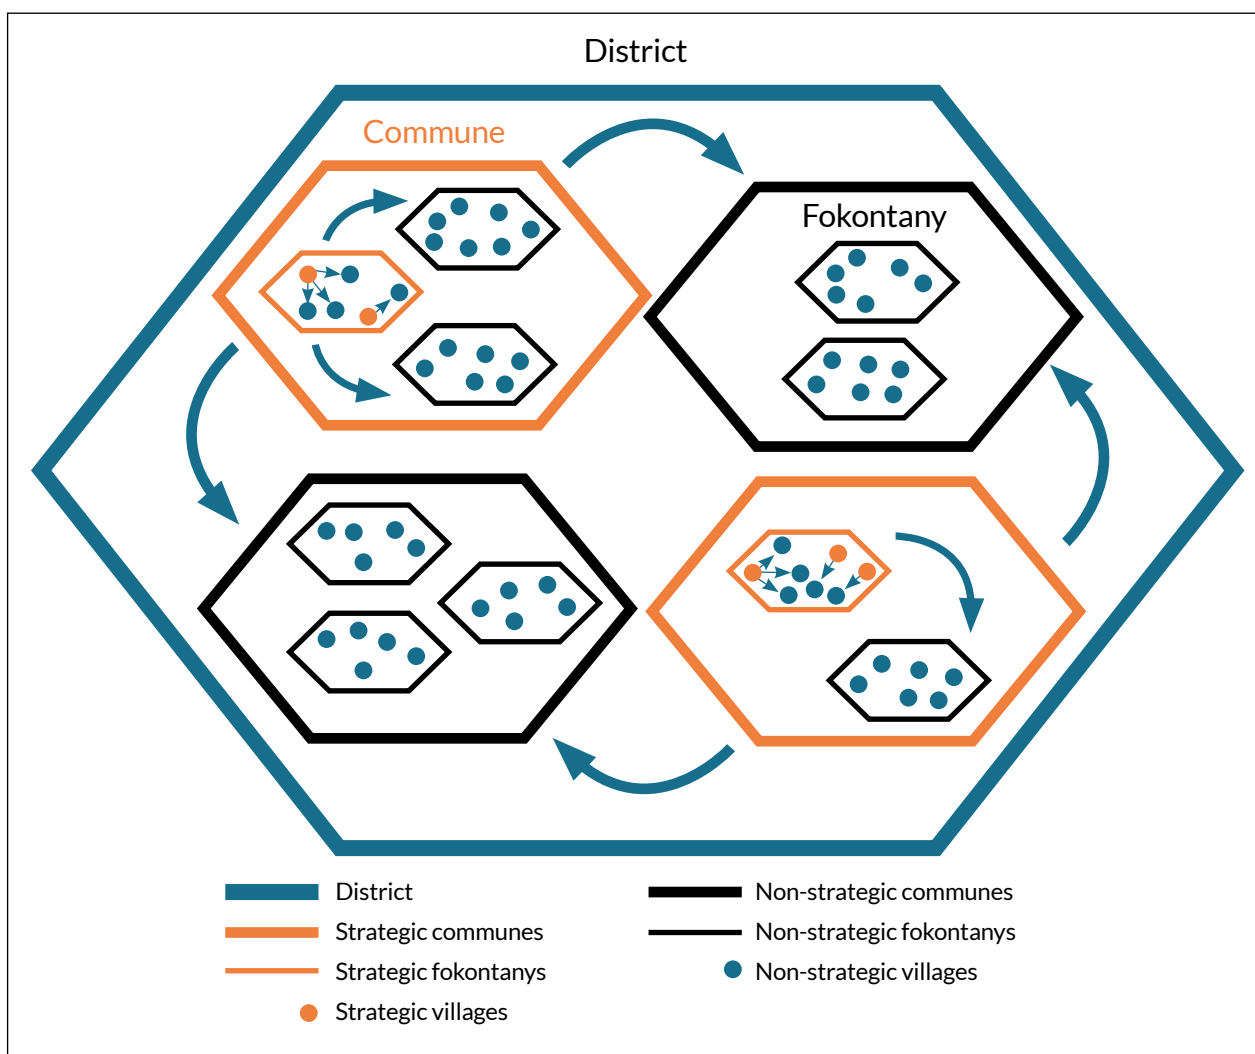 District
Commune
Fokontany
District
Strategic communes
Strategic fokontanys
Strategic villages
Non-strategic communes
Non-strategic fokontanys
Non-strategic villages